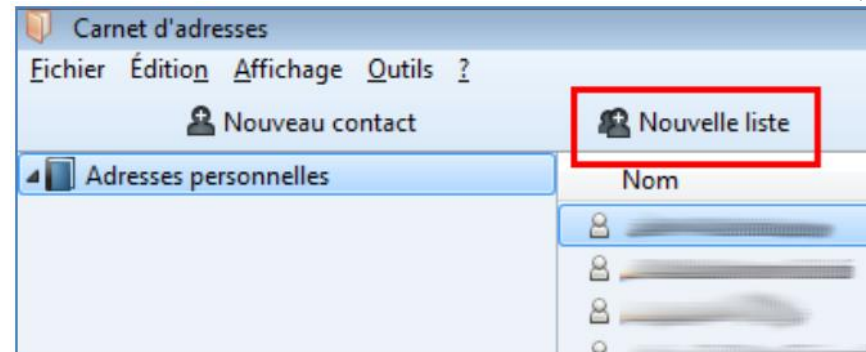 Carnet d'adresses
Fichier Édition Affichage Outils ?
Nouveau contact Nouvelle liste
Adresses personnelles
Nom